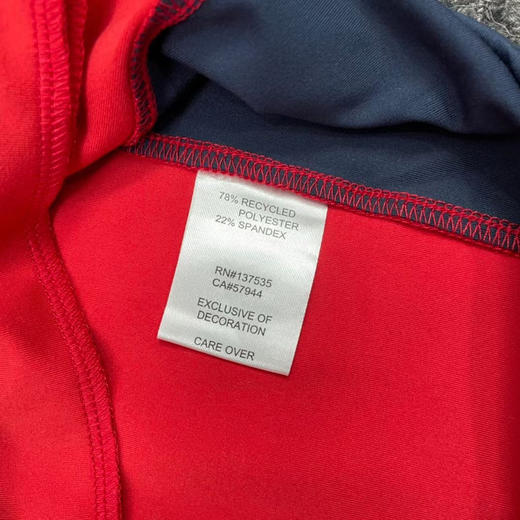 78% RECYCLED
POLYESTER
22% SPANDEX
RN#137535
CA#57944
EXCLUSIVE OF
DECORATION
CARE OVER